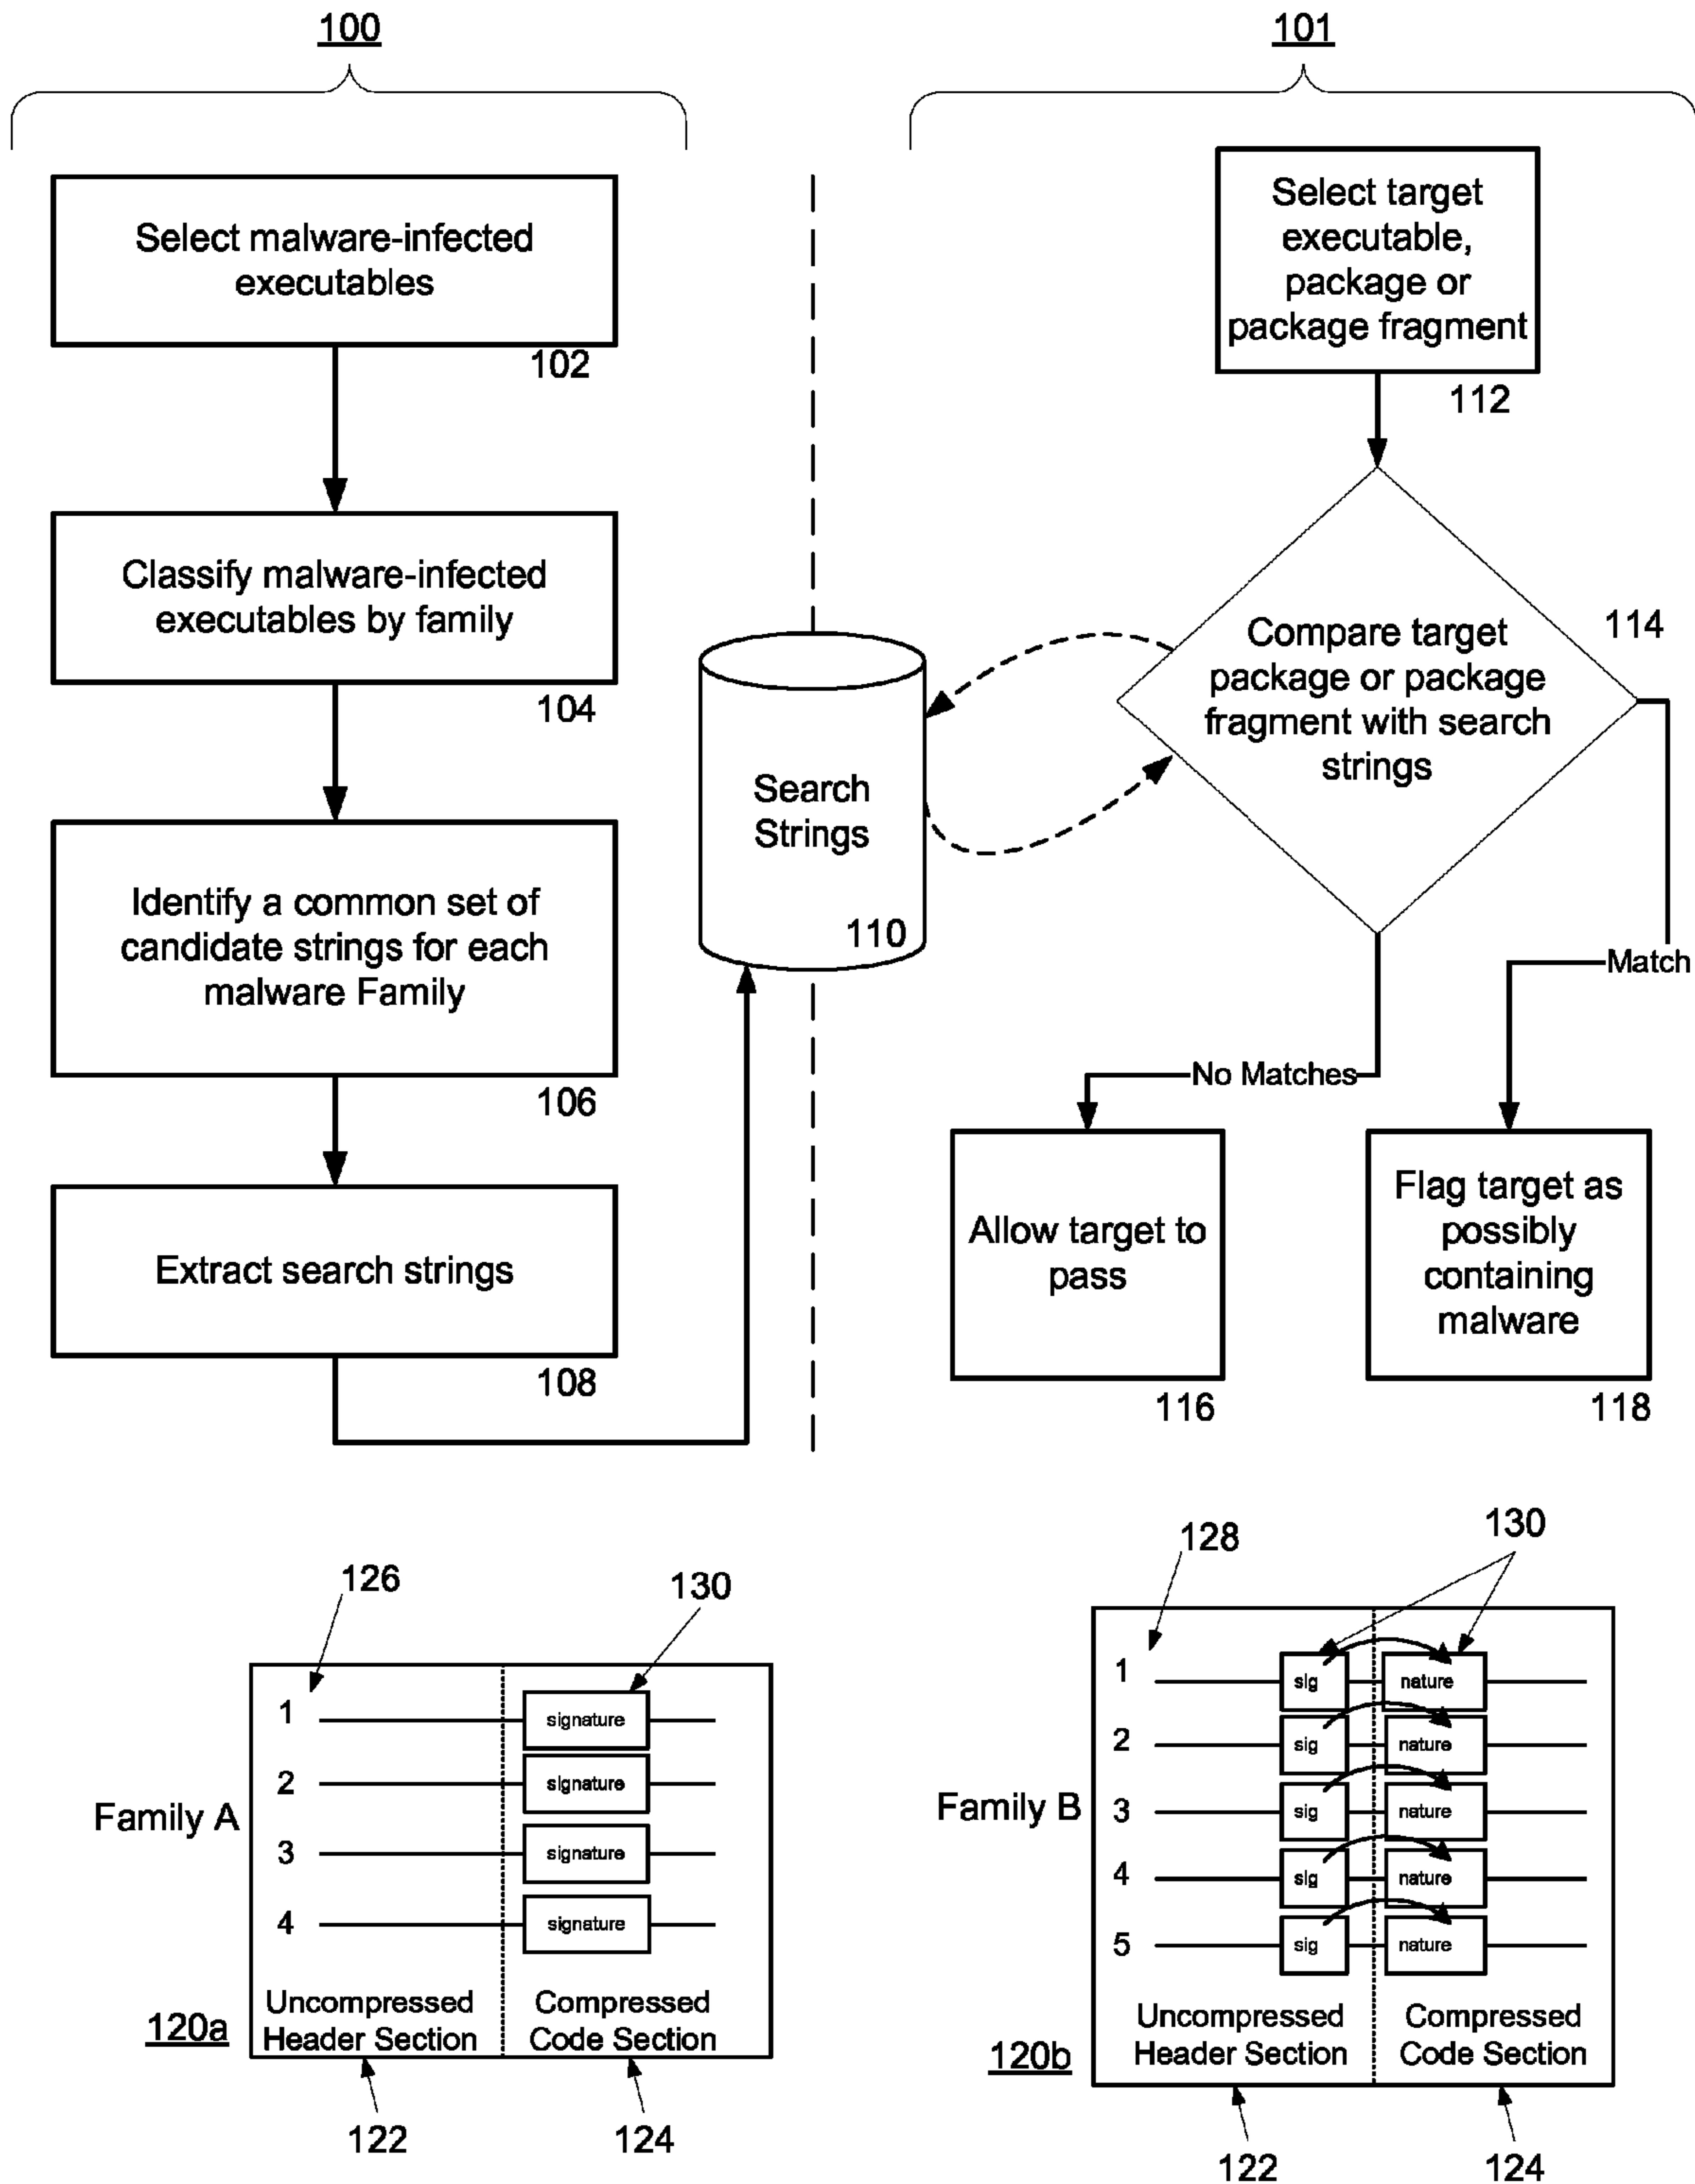 100
101
Select malware-infected
executables
102
Classify malware-infected
executables by family
104
Identify a common set of
candidate strings for each
malware Family
106
Extract search strings
108
Search
Strings
110
Select target
executable,
package or
package fragment
112
Compare target
package or package
fragment with search
strings
114
No Matches
Match
Allow target to
pass
116
Flag target as
possibly
containing
malware
118
126
130
Family A
1 signature
2 signature
3 signature
4 signature
Uncompressed
Header Section
Compressed
Code Section
120a
122
124
128
130
Family B
1 sig nature
2 sig nature
3 sig nature
4 sig nature
5 sig nature
Uncompressed
Header Section
Compressed
Code Section
120b
122
124